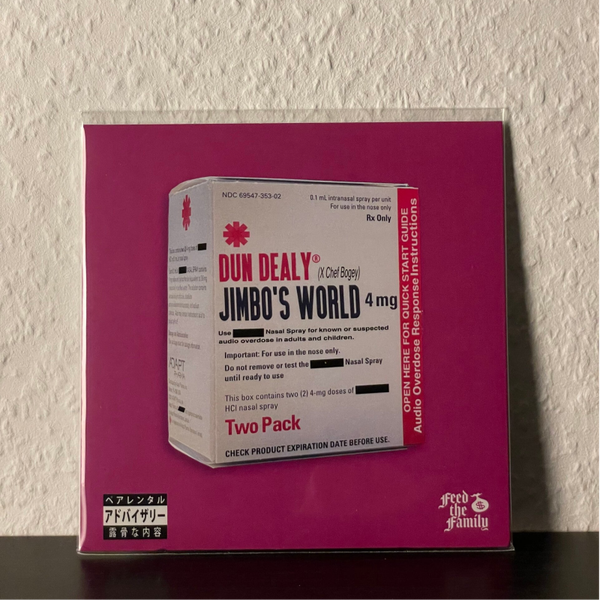 NDC 69547-353-02
0.1 mL intranasal spray per unit
For use in the nose only
Rx Only
DUN DEALY® (X Chef Bogey)
JIMBO'S WORLD 4 mg
Use Nasal Spray for known or suspected
audio overdose in adults and children.
Important: For use in the nose only.
Do not remove or test the Nasal Spray
until ready to use
This box contains two (2) 4-mg doses of
HCl nasal spray
Two Pack
CHECK PRODUCT EXPIRATION DATE BEFORE USE.
OPEN HERE FOR QUICK START GUIDE
Audio Overdose Response Instructions
ADAPT
ペアレンタル
アドバイザリー
露骨な内容
Feed
the
Family